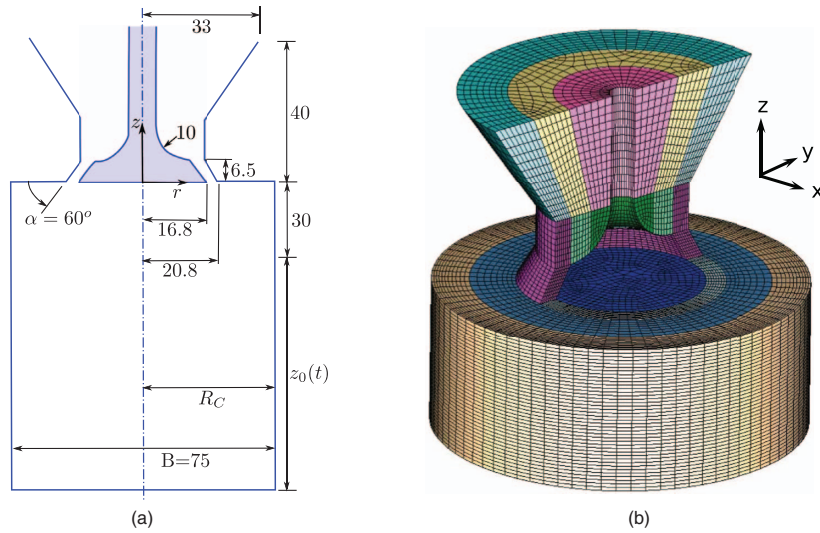 33
z
10
40
6.5
r
α = 60°
16.8
30
20.8
z₀(t)
R_C
B=75
(a)
z
y
x
(b)